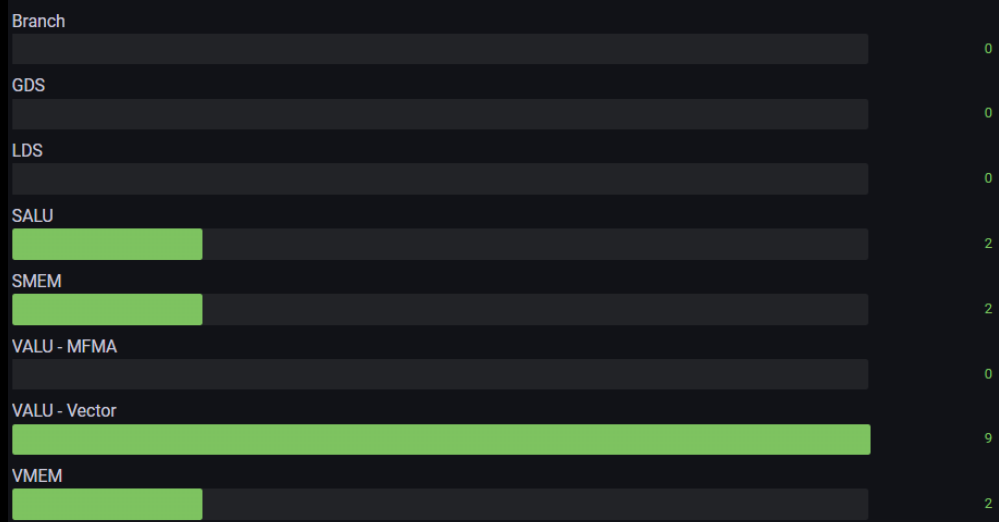 Branch
0
GDS
0
LDS
0
SALU
2
SMEM
2
VALU - MFMA
0
VALU - Vector
9
VMEM
2